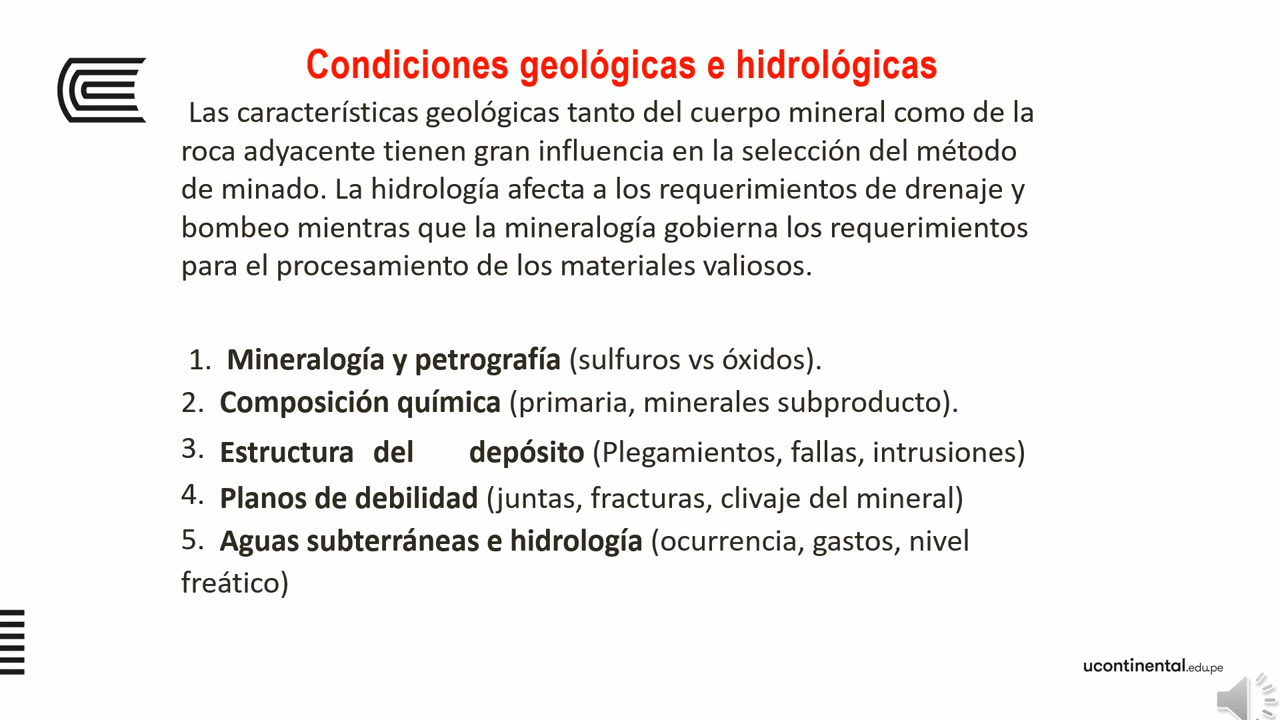 Condiciones geológicas e hidrológicas
Las características geológicas tanto del cuerpo mineral como de la
roca adyacente tienen gran influencia en la selección del método
de minado. La hidrología afecta a los requerimientos de drenaje y
bombeo mientras que la mineralogía gobierna los requerimientos
para el procesamiento de los materiales valiosos.
1. Mineralogía y petrografía (sulfuros vs óxidos).
2. Composición química (primaria, minerales subproducto).
3. Estructura del depósito (Plegamientos, fallas, intrusiones)
4. Planos de debilidad (juntas, fracturas, clivaje del mineral)
5. Aguas subterráneas e hidrología (ocurrencia, gastos, nivel
freático)
ucontinental.edu.pe